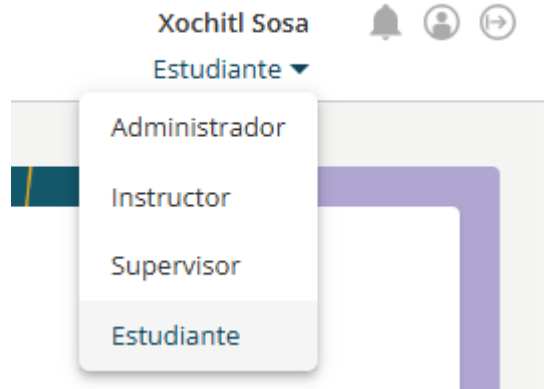 Xochitl Sosa
Estudiante
Administrador
Instructor
Supervisor
Estudiante